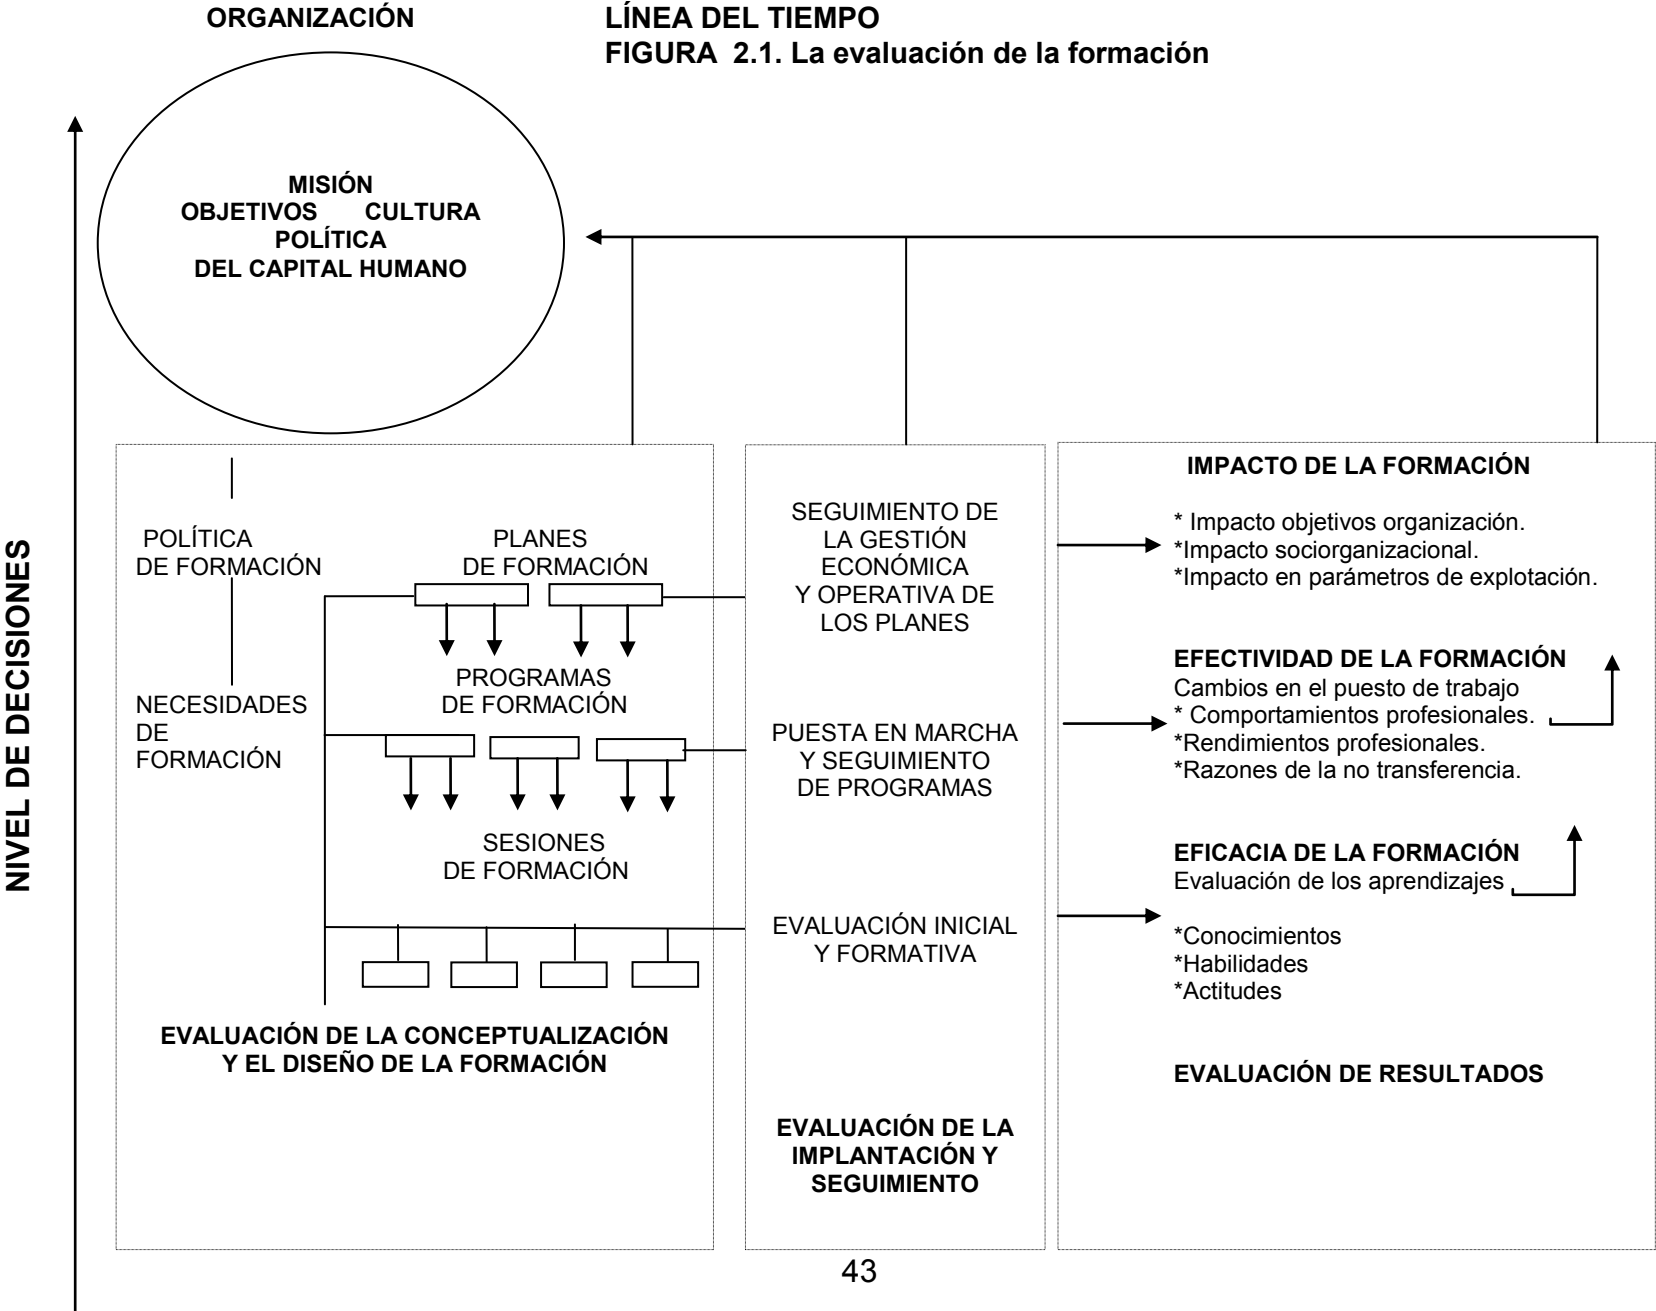 ORGANIZACIÓN
LÍNEA DEL TIEMPO
FIGURA 2.1. La evaluación de la formación
MISIÓN
OBJETIVOS CULTURA
POLÍTICA
DEL CAPITAL HUMANO
NIVEL DE DECISIONES
POLÍTICA
DE FORMACIÓN
NECESIDADES
DE
FORMACIÓN
PLANES
DE FORMACIÓN
PROGRAMAS
DE FORMACIÓN
SESIONES
DE FORMACIÓN
EVALUACIÓN DE LA CONCEPTUALIZACIÓN
Y EL DISEÑO DE LA FORMACIÓN
SEGUIMIENTO DE
LA GESTIÓN
ECONÓMICA
Y OPERATIVA DE
LOS PLANES
PUESTA EN MARCHA
Y SEGUIMIENTO
DE PROGRAMAS
EVALUACIÓN INICIAL
Y FORMATIVA
EVALUACIÓN DE LA
IMPLANTACIÓN Y
SEGUIMIENTO
IMPACTO DE LA FORMACIÓN
* Impacto objetivos organización.
*Impacto sociorganizacional.
*Impacto en parámetros de explotación.
EFECTIVIDAD DE LA FORMACIÓN
Cambios en el puesto de trabajo
* Comportamientos profesionales.
*Rendimientos profesionales.
*Razones de la no transferencia.
EFICACIA DE LA FORMACIÓN
Evaluación de los aprendizajes
*Conocimientos
*Habilidades
*Actitudes
EVALUACIÓN DE RESULTADOS
43